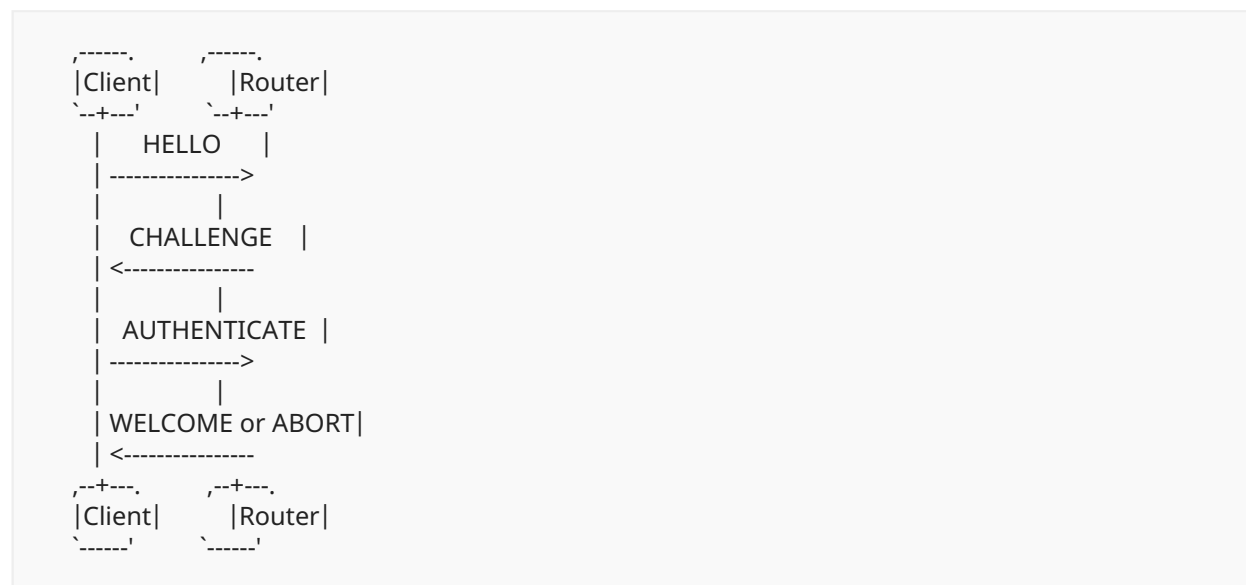 ,------.          ,------.
|Client|          |Router|
`--+---'          `--+---'
   |      HELLO      |
   | ---------------->
   |                 |
   |    CHALLENGE    |
   | <----------------
   |                 |
   |   AUTHENTICATE  |
   | ---------------->
   |                 |
   | WELCOME or ABORT|
   | <----------------
,--+---.          ,--+---.
|Client|          |Router|
`------'          `------'